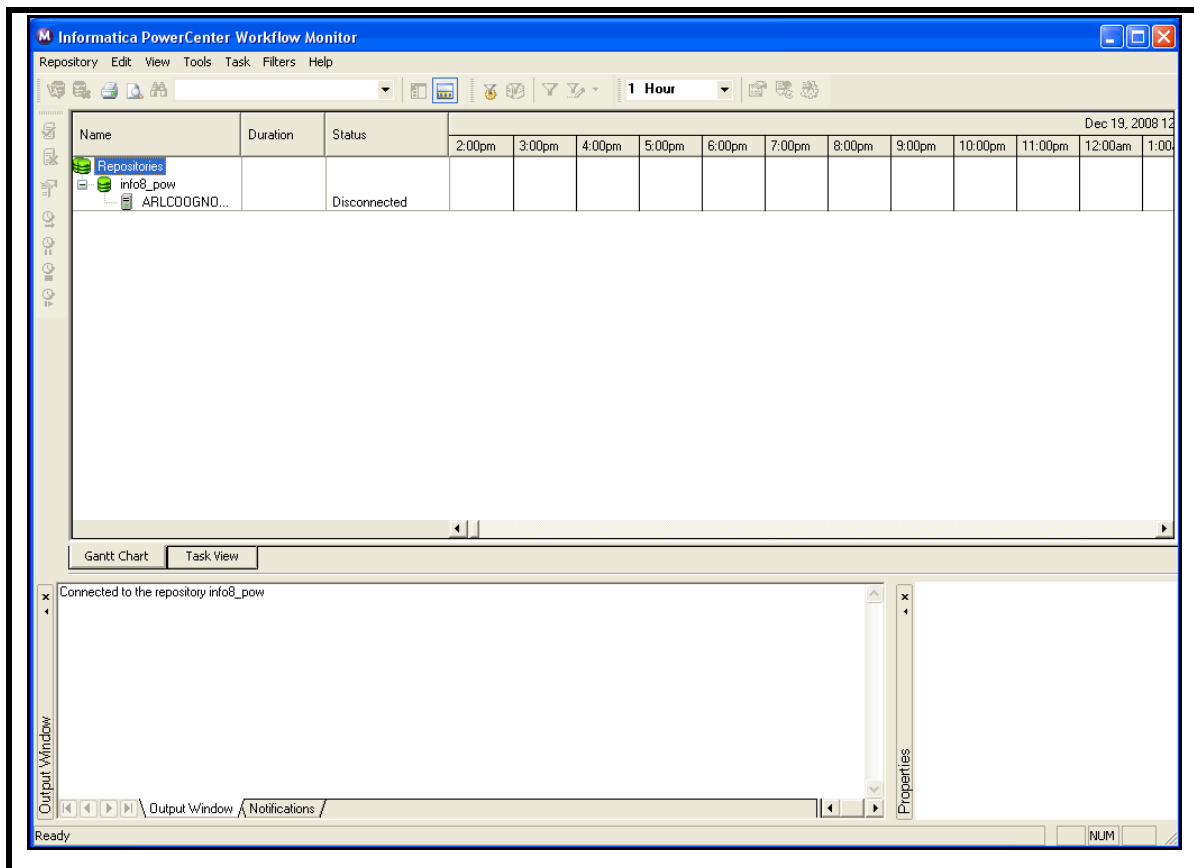 Informatica PowerCenter Workflow Monitor
Repository Edit View Tools Task Filters Help
1 Hour
Name Duration Status
Dec 19, 2008 12
2:00pm 3:00pm 4:00pm 5:00pm 6:00pm 7:00pm 8:00pm 9:00pm 10:00pm 11:00pm 12:00am 1:00
Repositories
info8_pow
ARLCOOGNO... Disconnected
Gantt Chart Task View
Connected to the repository info8_pow
Output Window
Properties
Output Window Notifications
Ready NUM